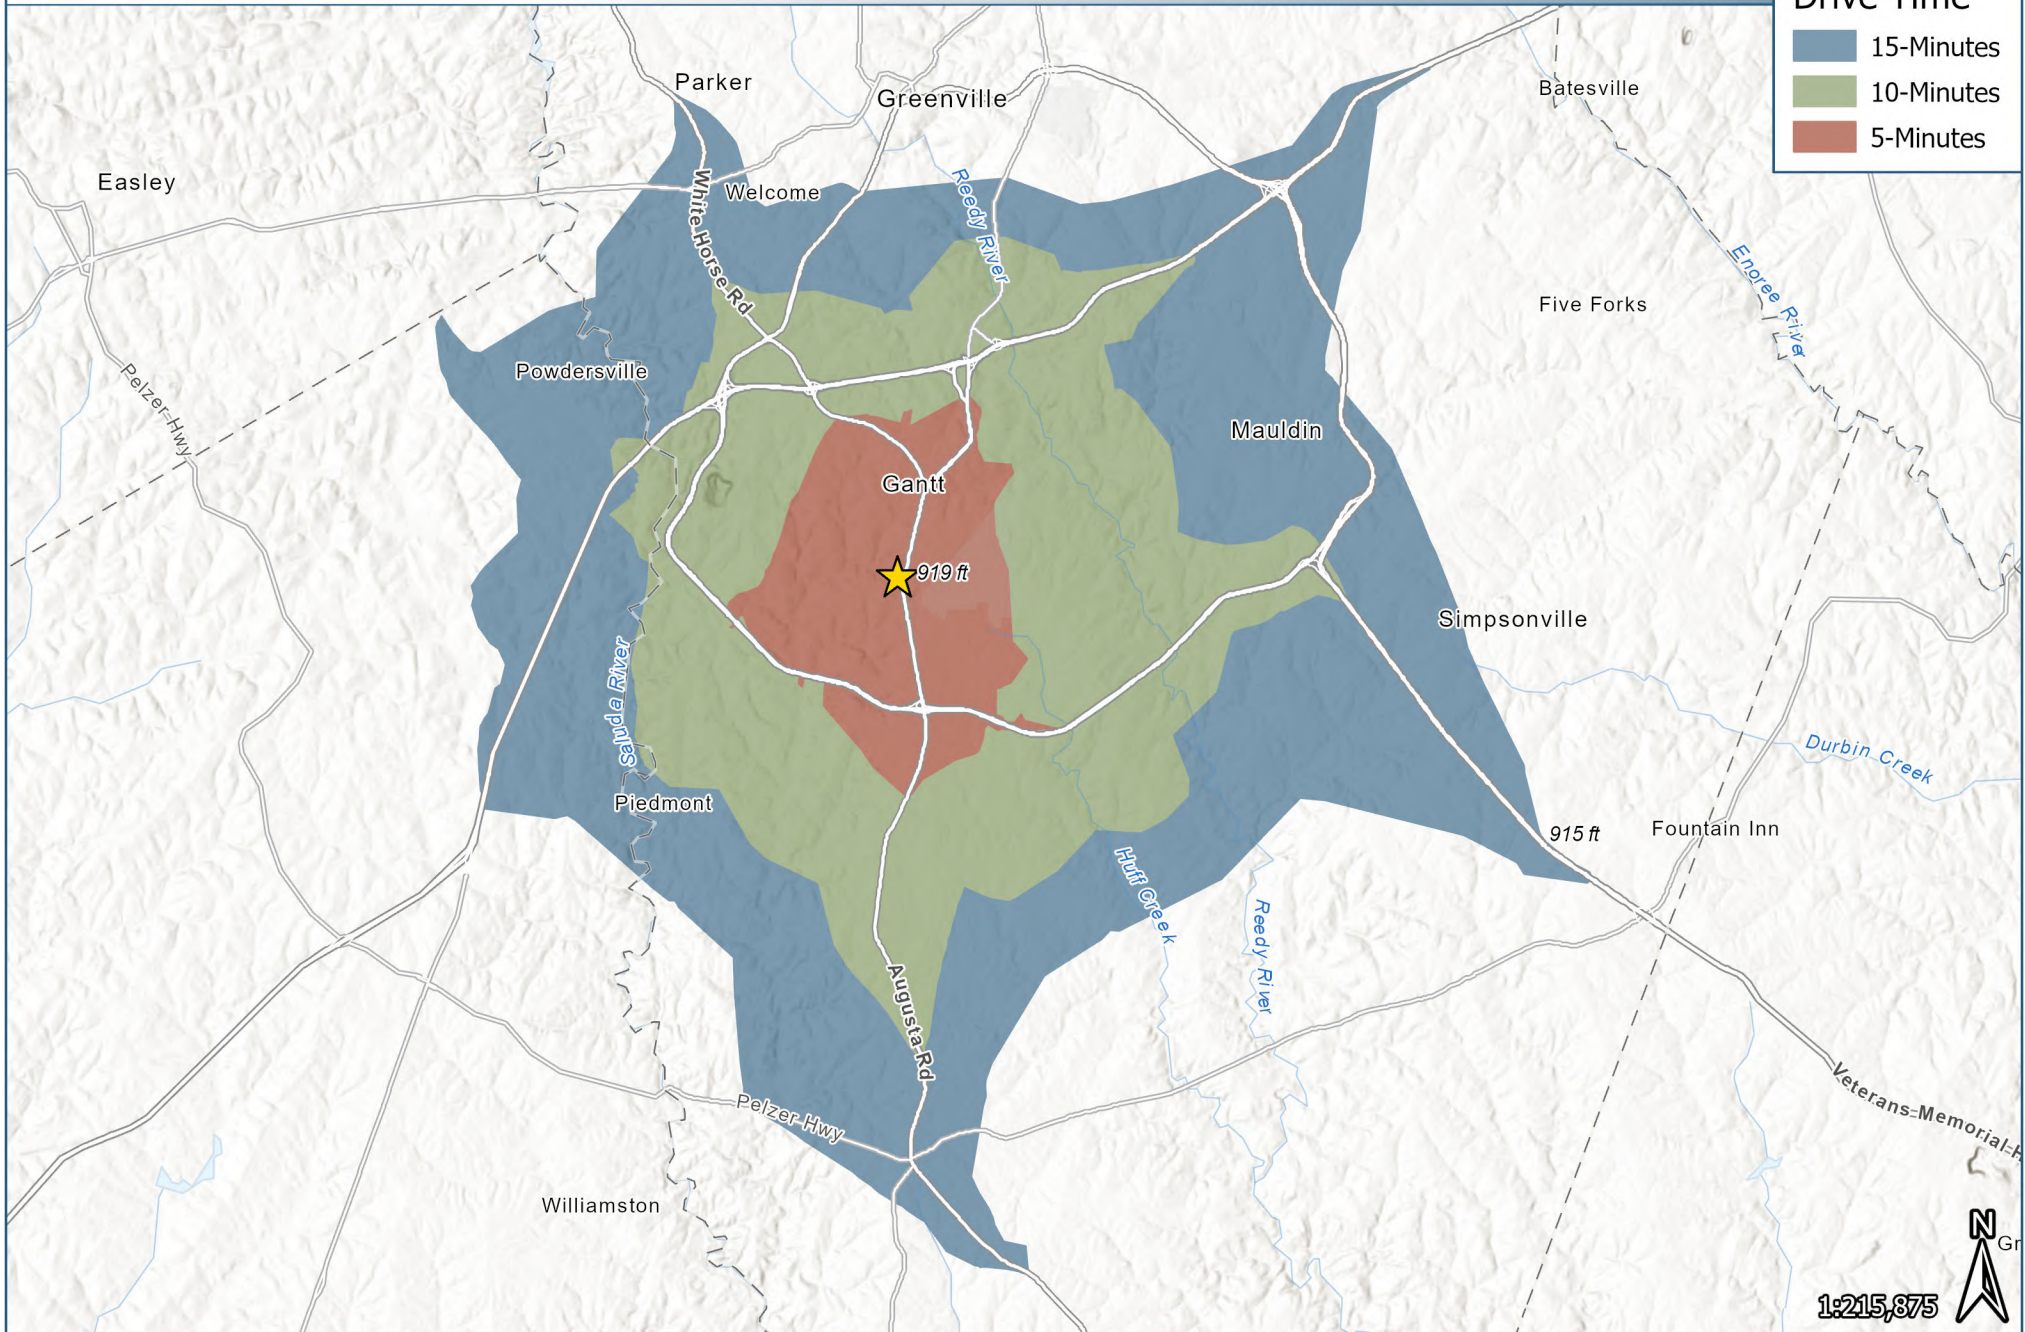 Drive Time
15-Minutes
10-Minutes
5-Minutes
Parker
Greenville
Batesville
Easley
Welcome
White Horse Rd
Reedy River
Enoree River
Five Forks
Powdersville
Pelzer Hwy
Mauldin
Gantt
919 ft
Simpsonville
Saluda River
Durbin Creek
Piedmont
915 ft
Fountain Inn
Huff Creek
Reedy River
Augusta Rd
Veterans Memorial H
Pelzer Hwy
Williamston
N
Gr
1:215,875